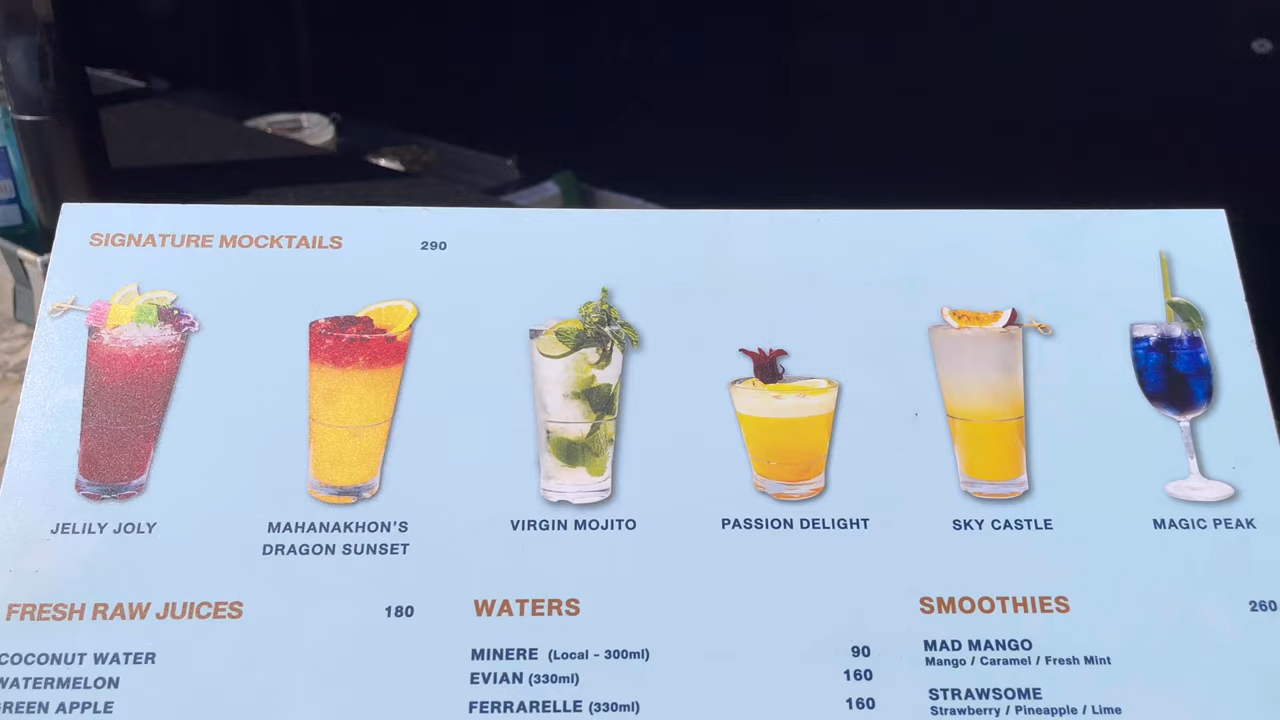 SIGNATURE MOCKTAILS 290
JELILY JOLY
MAHANAKHON'S
DRAGON SUNSET
VIRGIN MOJITO
PASSION DELIGHT
SKY CASTLE
MAGIC PEAK
FRESH RAW JUICES 180
COCONUT WATER
WATERMELON
GREEN APPLE
WATERS
MINERE (Local - 300ml) 90
EVIAN (330ml) 160
FERRARELLE (330ml) 160
SMOOTHIES 260
MAD MANGO
Mango / Caramel / Fresh Mint
STRAWSOME
Strawberry / Pineapple / Lime